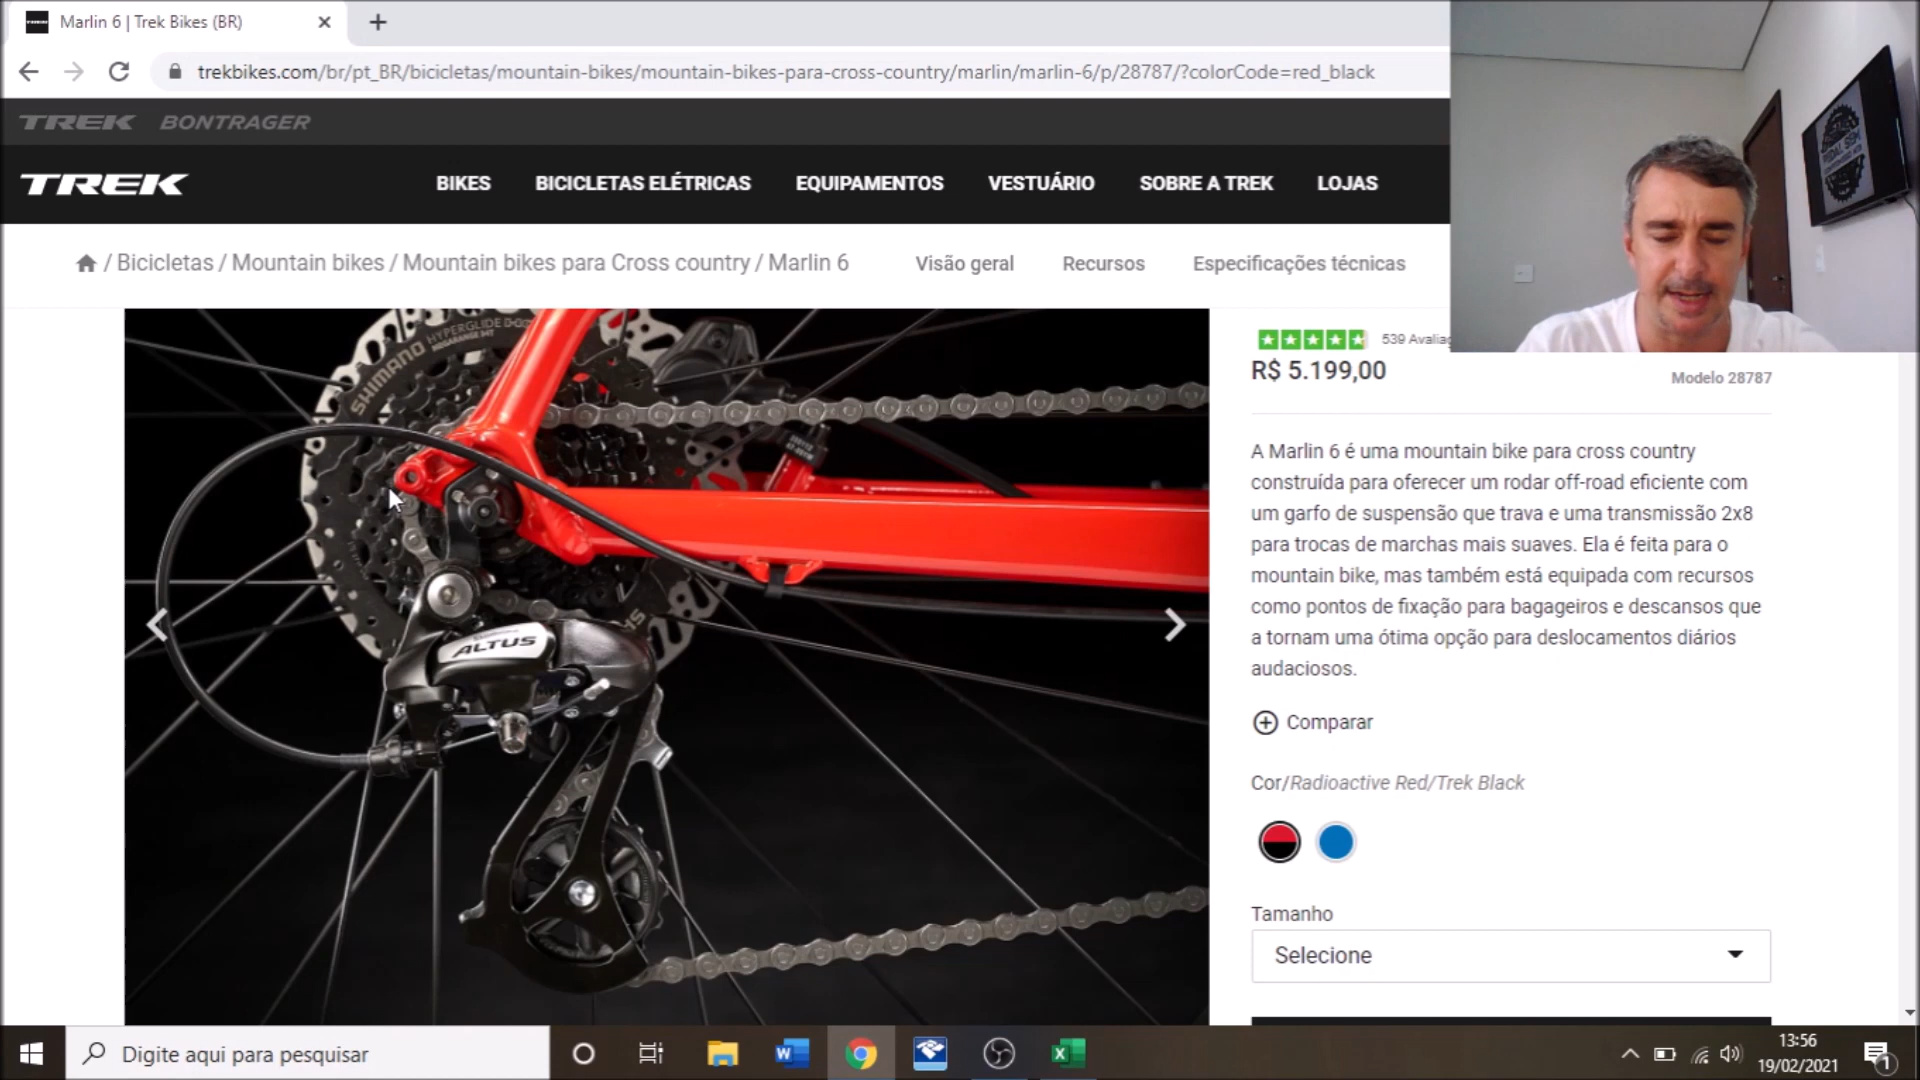 TREK
Marlin 6 | Trek Bikes (BR)
trekbikes.com/br/pt_BR/bicicletas/mountain-bikes/mountain-bikes-para-cross-country/marlin/marlin-6/p/28787/?colorCode=red_black
TREK BONTRAGER
TREK BIKES BICICLETAS ELÉTRICAS EQUIPAMENTOS VESTUÁRIO SOBRE A TREK LOJAS
/ Bicicletas / Mountain bikes / Mountain bikes para Cross country / Marlin 6 Visão geral Recursos Especificações técnicas
SHIMANO
HYPERGLIDE
MEGARANGE 34T
ALTUS
539
R$ 5.199,00
Modelo 28787
A Marlin 6 é uma mountain bike para cross country
construída para oferecer um rodar off-road eficiente com
um garfo de suspensão que trava e uma transmissão 2x8
para trocas de marchas mais suaves. Ela é feita para o
mountain bike, mas também está equipada com recursos
como pontos de fixação para bagageiros e descansos que
a tornam uma ótima opção para deslocamentos diários
audaciosos.
Comparar
Cor/Radioactive Red/Trek Black
Tamanho
Selecione
Digite aqui para pesquisar
13:56
19/02/2021
1